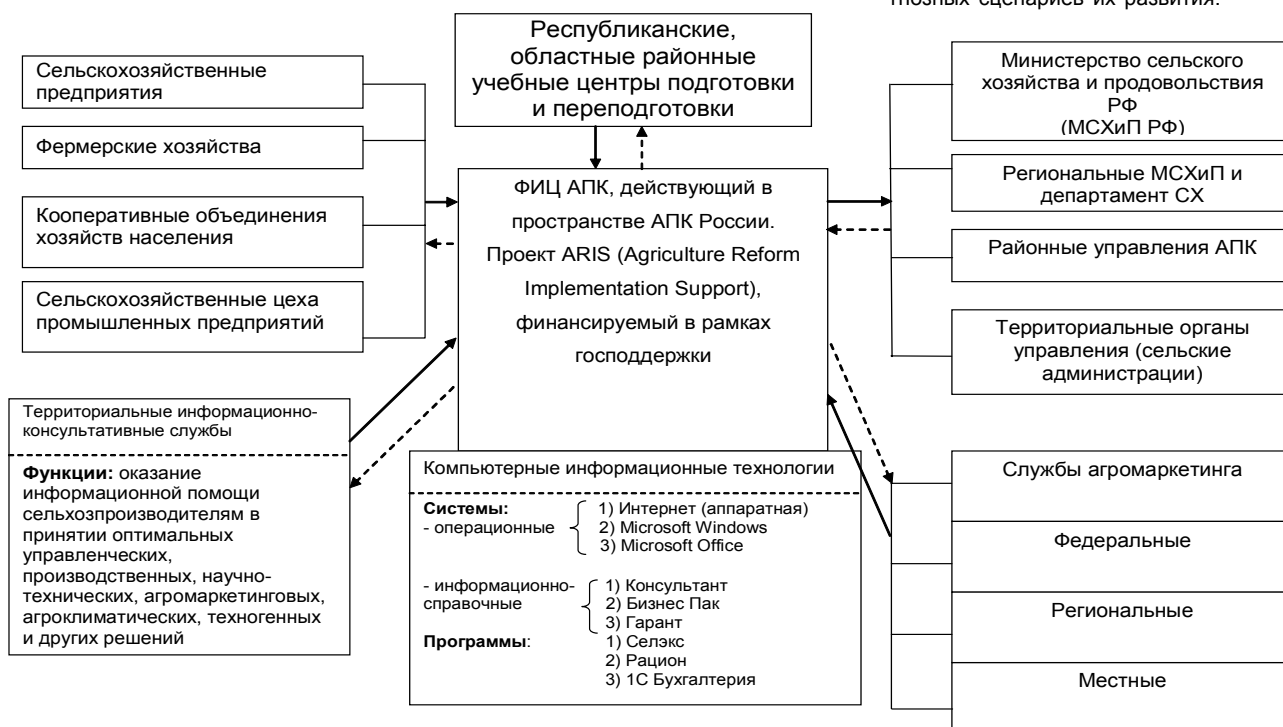 гнозных сценариев их развития.
Республиканские,
областные районные
учебные центры подготовки
и переподготовки
Сельскохозяйственные
предприятия
Фермерские хозяйства
Кооперативные объединения
хозяйств населения
Сельскохозяйственные цеха
промышленных предприятий
ФИЦ АПК, действующий в
пространстве АПК России.
Проект ARIS (Agriculture Reform
Implementation Support),
финансируемый в рамках
господдержки
Министерство сельского
хозяйства и продовольствия
РФ
(МСХиП РФ)
Региональные МСХиП и
департамент СХ
Районные управления АПК
Территориальные органы
управления (сельские
администрации)
Территориальные информационно-
консультативные службы
Функции: оказание
информационной помощи
сельхозпроизводителям в
принятии оптимальных
управленческих,
производственных, научно-
технических, агромаркетинговых,
агроклиматических, техногенных
и других решений
Компьютерные информационные технологии
Системы:
- операционные
1) Интернет (аппаратная)
2) Microsoft Windows
3) Microsoft Office
- информационно-
справочные
1) Консультант
2) Бизнес Пак
3) Гарант
Программы:
1) Селэкс
2) Рацион
3) 1С Бухгалтерия
Службы агромаркетинга
Федеральные
Региональные
Местные